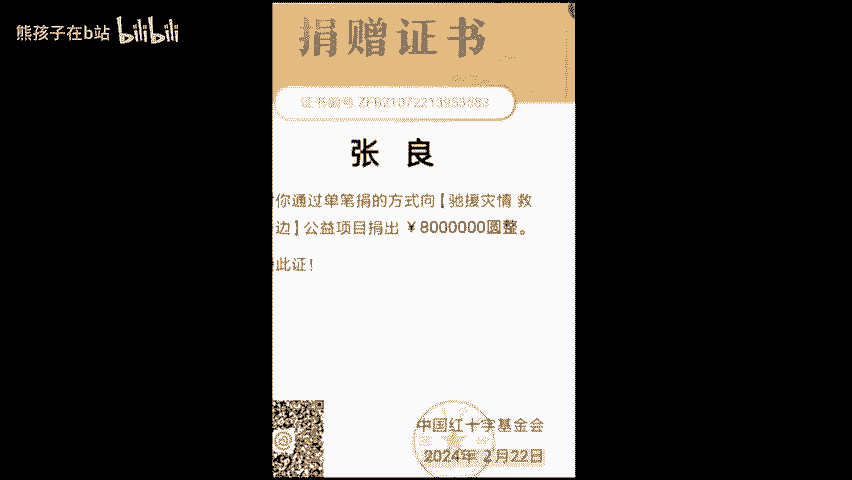 熊孩子在b站 bilibili
捐赠证书
证书编号 ZFB21072213953583
张 良
你通过单笔捐的方式向【驰援灾情 救
边】公益项目捐出 ¥8000000圆整。
此证!
中国红十字基金会
2024年 2月22日